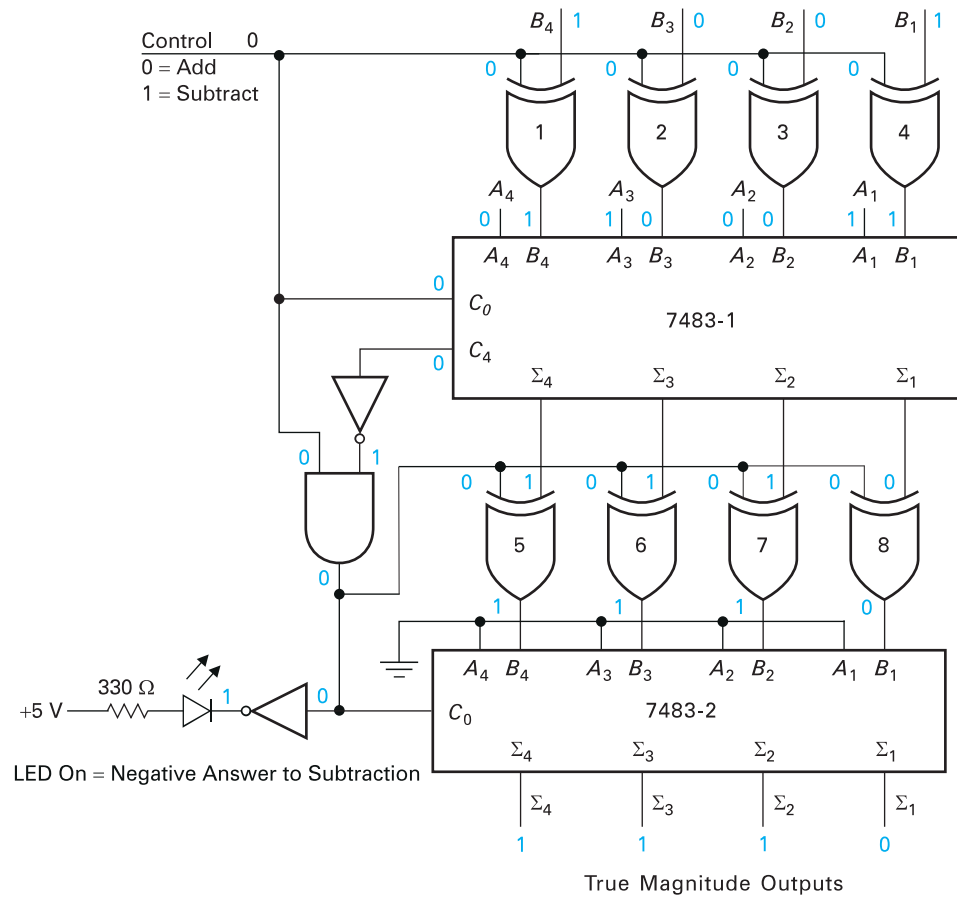 B4 1 B3 0 B2 0 B1 1
Control 0
0 = Add
1 = Subtract
0 0 0 0
1 2 3 4
A4 A3 A2 A1
0 1 1 0 0 0 1 1
A4 B4 A3 B3 A2 B2 A1 B1
0
C0
7483-1
C4
0
Σ4 Σ3 Σ2 Σ1
0 1
0 1 0 1 0 1 0 0
5 6 7 8
0
1 1 1 0
A4 B4 A3 B3 A2 B2 A1 B1
330 Ω
+5 V
1 0
C0
7483-2
Σ4 Σ3 Σ2 Σ1
LED On = Negative Answer to Subtraction
Σ4 Σ3 Σ2 Σ1
1 1 1 0
True Magnitude Outputs